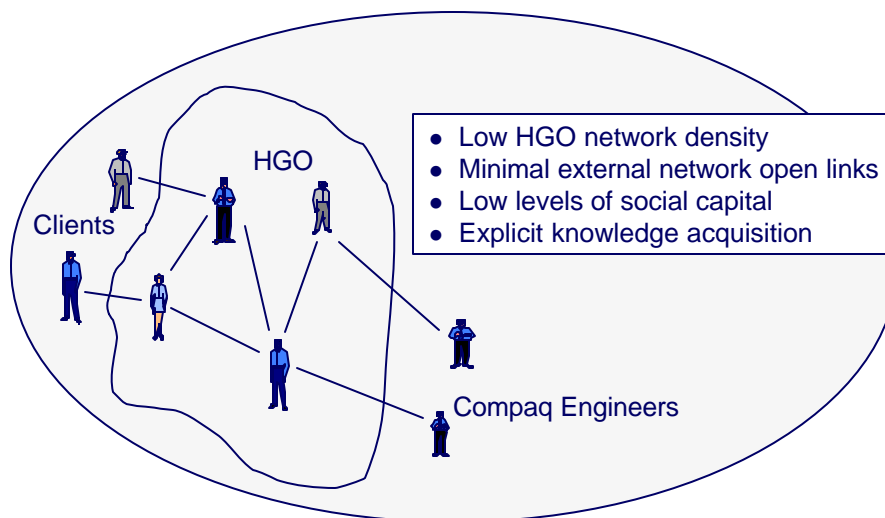 HGO
Clients
Compaq Engineers
● Low HGO network density
● Minimal external network open links
● Low levels of social capital
● Explicit knowledge acquisition